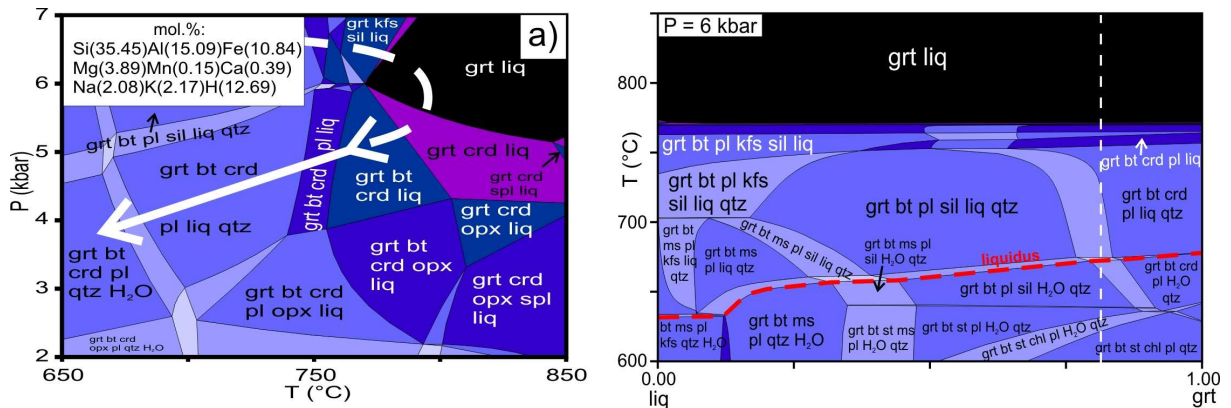 7
6
5
4
3
2
P (kbar)
650
750
850
T (°C)
mol.%:
Si(35.45)Al(15.09)Fe(10.84)
Mg(3.89)Mn(0.15)Ca(0.39)
Na(2.08)K(2.17)H(12.69)
a)
grt kfs
sil liq
grt liq
grt bt pl sil liq qtz
grt bt crd
pl liq qtz
grt bt crd pl liq
grt bt
crd liq
grt crd liq
grt crd
spl liq
grt crd
opx liq
grt bt
crd opx
liq
grt crd
opx spl
liq
grt bt
crd pl
qtz H₂O
grt bt crd
pl opx liq
grt bt crd
opx pl qtz H₂O
P = 6 kbar
800
700
600
T (°C)
0.00
liq
1.00
grt
grt liq
grt bt pl kfs sil liq
grt bt crd pl liq
grt bt pl kfs
sil liq qtz
grt bt pl sil liq qtz
grt bt crd
pl liq qtz
grt bt
ms pl
kfs liq
qtz
grt bt ms
pl liq qtz
grt bt ms pl sil liq qtz
grt bt ms pl
sil H₂O qtz
liquidus
grt bt pl sil H₂O qtz
grt bt crd
pl H₂O qtz
bt ms pl
kfs qtz H₂O
grt bt ms
pl qtz H₂O
grt bt st ms
pl H₂O qtz
grt bt st pl H₂O qtz
grt bt st chl pl H₂O qtz
grt bt st chl pl qtz